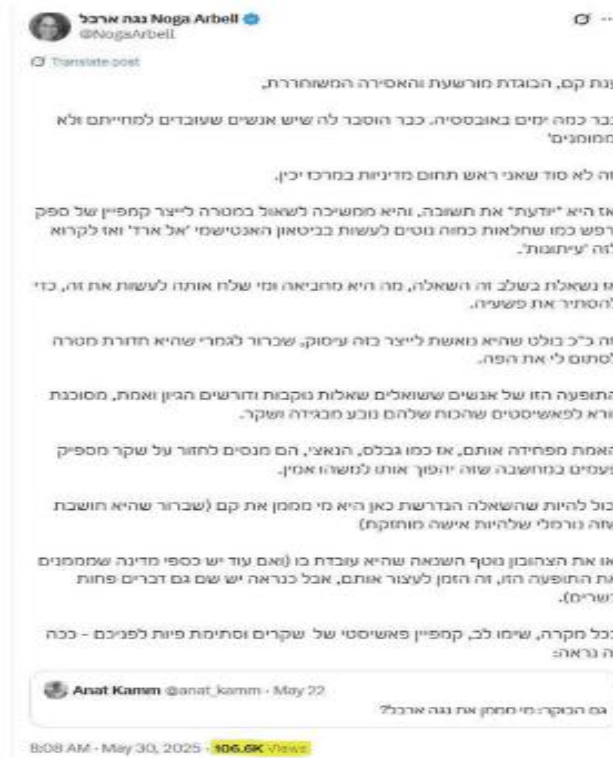 נגה ארבל Noga Arbell
@NogaArbell
Translate post
ענת קם, הבוגדת מורשעת והאסירה המשוחררת,
כבר כמה ימים באובססיה. כבר הוסבר לה שיש אנשים שעובדים למחייתם ולא
ממומנים'
זה לא סוד שאני ראש תחום מדיניות במרכז יכין.
אז היא "יודעת" את תשובה, והיא ממשיכה לשאול במטרה לייצר קמפיין של ספק
רפש כמו שחלאות כמוה נוטים לעשות בביטאון האנטישמי 'אל ארד' ואז לקרוא
לזה 'עייתונות'.
אז נשאלת בשלב זה השאלה, מה היא מחביאה ומי שלח אותה לעשות את זה, כדי
להסתיר את פשעיה.
זה כ"כ בולט שהיא נואשת לייצר בזה עיסוק, שברור לגמרי שהיא חדורת מטרה
לסתום לי את הפה.
התופעה הזו של אנשים ששואלים שאלות נוקבות ודורשים הגיון ואמת, מסוכנת
נורא לפאשיסטים שהכוח שלהם נובע מבגידה ושקר.
האמת מפחידה אותם, אז כמו גבלס, הנאצי, הם מנסים לחזור על שקר מספיק
פעמים במחשבה שזה יהפוך אותו למשהו אמין.
יכול להיות שהשאלה הנדרשת כאן היא מי מממן את קם (שברור שהיא חושבת
שזה נורמלי שלהיות אישה מוחזקת)
או את הצהובון נוטף השנאה שהיא עובדת בו (ואם עוד יש כספי מדינה שמממנים
את התופעה הזו, זה הזמן לעצור אותם, אבל כנראה יש שם גם דברים פחות
כשרים).
בכל מקרה, שימו לב, קמפיין פאשיסטי של שקרים וסתימת פיות לפניכם - ככה
זה נראה:
Anat Kamm @anat_kamm · May 22
גם הבוקר: מי מממן את נגה ארבל?
8:08 AM · May 30, 2025 · 106.6K Views